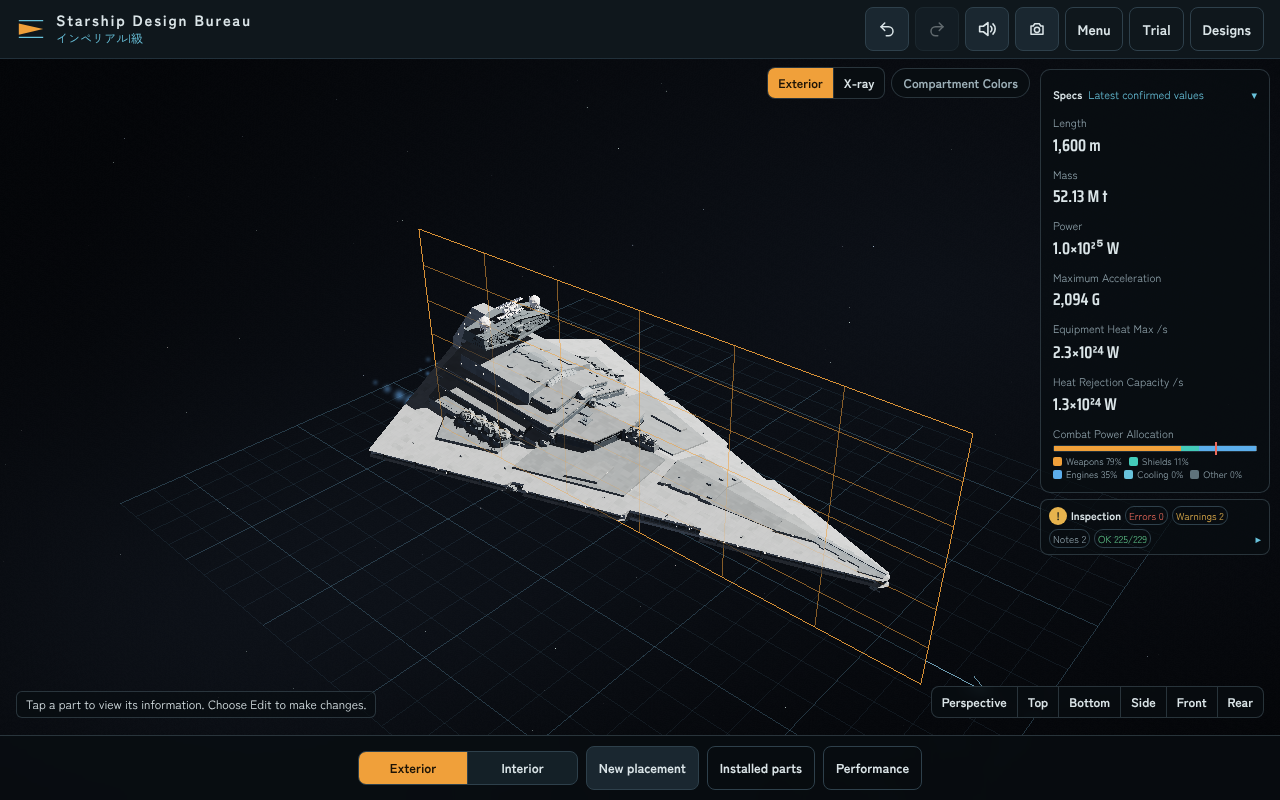 Starship Design Bureau
インペリアルI級
Menu
Trial
Designs
Exterior
X-ray
Compartment Colors
Specs Latest confirmed values ▼
Length
1,600 m
Mass
52.13 M t
Power
1.0×10²⁵ W
Maximum Acceleration
2,094 G
Equipment Heat Max /s
2.3×10²⁴ W
Heat Rejection Capacity /s
1.3×10²⁴ W
Combat Power Allocation
Weapons 79% Shields 11%
Engines 35% Cooling 0% Other 0%
! Inspection Errors 0 Warnings 2
Notes 2 OK 225/229 ►
Tap a part to view its information. Choose Edit to make changes.
Perspective
Top
Bottom
Side
Front
Rear
Exterior
Interior
New placement
Installed parts
Performance